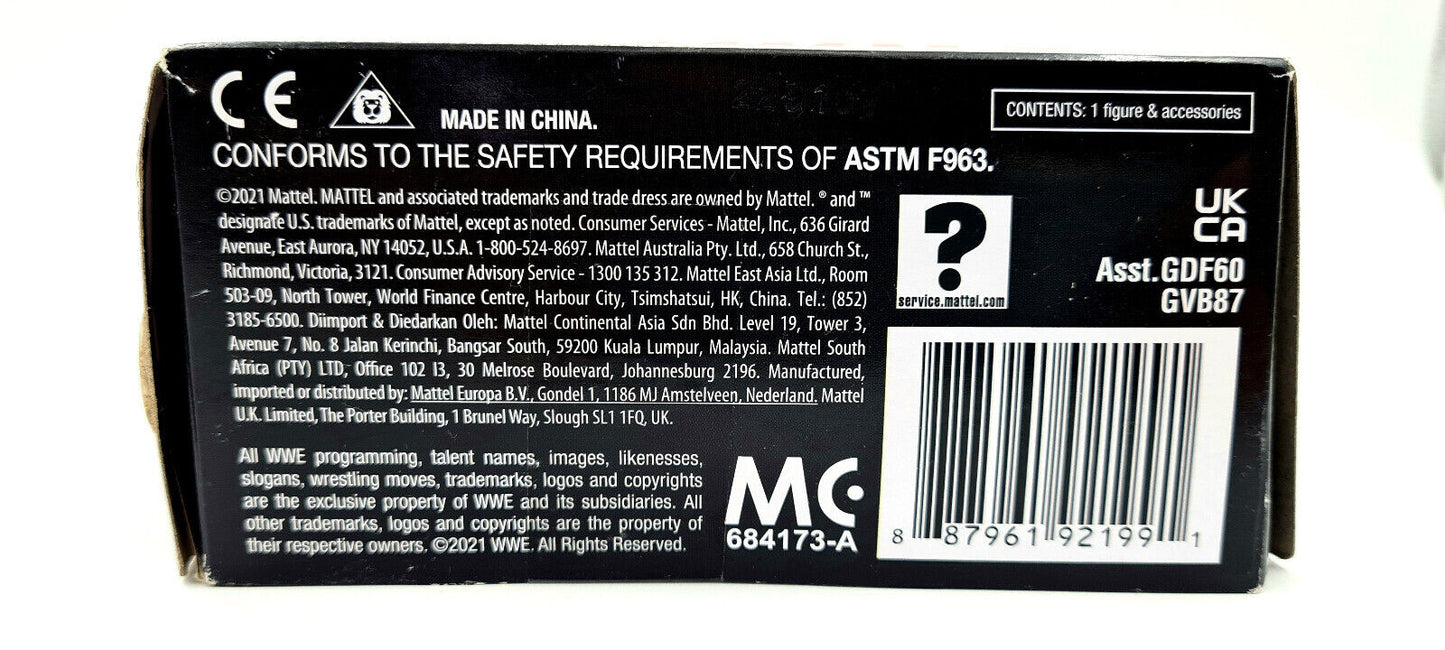 CE
MADE IN CHINA.
CONTENTS: 1 figure & accessories
CONFORMS TO THE SAFETY REQUIREMENTS OF ASTM F963.
©2021 Mattel. MATTEL and associated trademarks and trade dress are owned by Mattel. ® and ™
designate U.S. trademarks of Mattel, except as noted. Consumer Services - Mattel, Inc., 636 Girard
Avenue, East Aurora, NY 14052, U.S.A. 1-800-524-8697. Mattel Australia Pty. Ltd., 658 Church St.,
Richmond, Victoria, 3121. Consumer Advisory Service - 1300 135 312. Mattel East Asia Ltd., Room
503-09, North Tower, World Finance Centre, Harbour City, Tsimshatsui, HK, China. Tel.: (852)
3185-6500. Diimport & Diedarkan Oleh: Mattel Continental Asia Sdn Bhd. Level 19, Tower 3,
Avenue 7, No. 8 Jalan Kerinchi, Bangsar South, 59200 Kuala Lumpur, Malaysia. Mattel South
Africa (PTY) LTD, Office 102 I3, 30 Melrose Boulevard, Johannesburg 2196. Manufactured,
imported or distributed by: Mattel Europa B.V., Gondel 1, 1186 MJ Amstelveen, Nederland. Mattel
U.K. Limited, The Porter Building, 1 Brunel Way, Slough SL1 1FQ, UK.
All WWE programming, talent names, images, likenesses,
slogans, wrestling moves, trademarks, logos and copyrights
are the exclusive property of WWE and its subsidiaries. All
other trademarks, logos and copyrights are the property of
their respective owners. ©2021 WWE. All Rights Reserved.
MC
684173-A
?
service.mattel.com
UK
CA
Asst.GDF60
GVB87
8 87961 92199 1